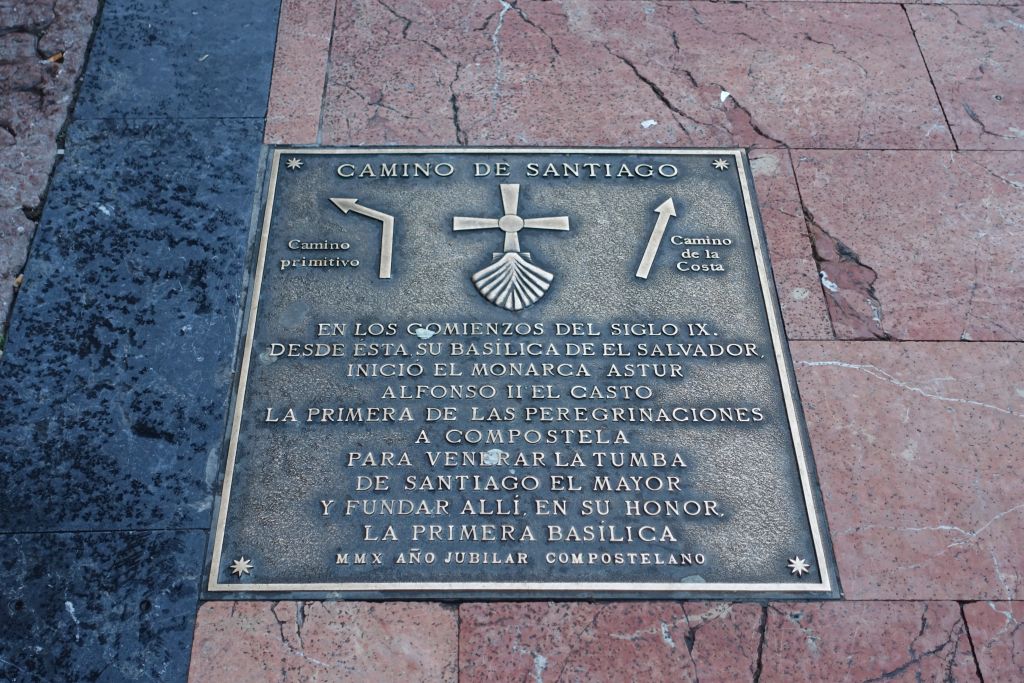 CAMINO DE SANTIAGO
Camino
primitivo
Camino
de la
Costa
EN LOS COMIENZOS DEL SIGLO IX.
DESDE ÉSTA, SU BASÍLICA DE EL SALVADOR,
INICIÓ EL MONARCA ASTUR
ALFONSO II EL CASTO
LA PRIMERA DE LAS PEREGRINACIONES
A COMPOSTELA
PARA VENERAR LA TUMBA
DE SANTIAGO EL MAYOR
Y FUNDAR ALLÍ, EN SU HONOR,
LA PRIMERA BASÍLICA
MMX AÑO JUBILAR COMPOSTELANO